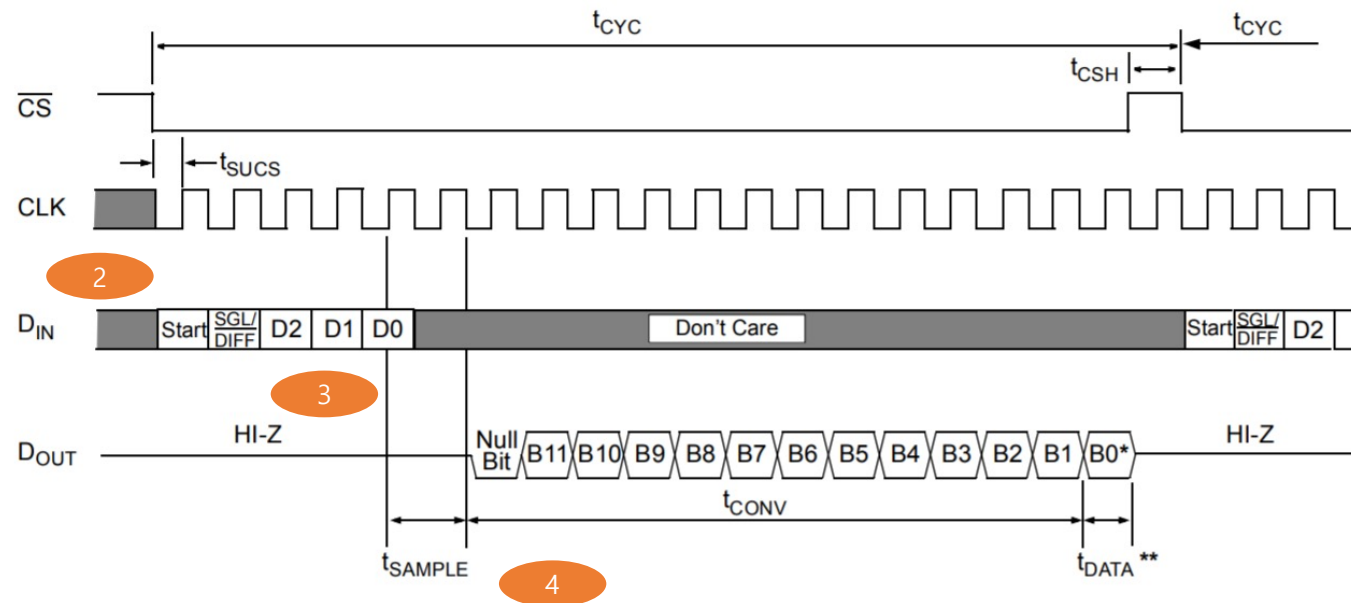 tCYC tCYC
tCSH
CS
tSUCS
CLK
2
DIN Start SGL/DIFF D2 D1 D0 Don't Care Start SGL/DIFF D2
3
HI-Z HI-Z
DOUT Null Bit B11 B10 B9 B8 B7 B6 B5 B4 B3 B2 B1 B0*
tCONV
tSAMPLE tDATA **
4